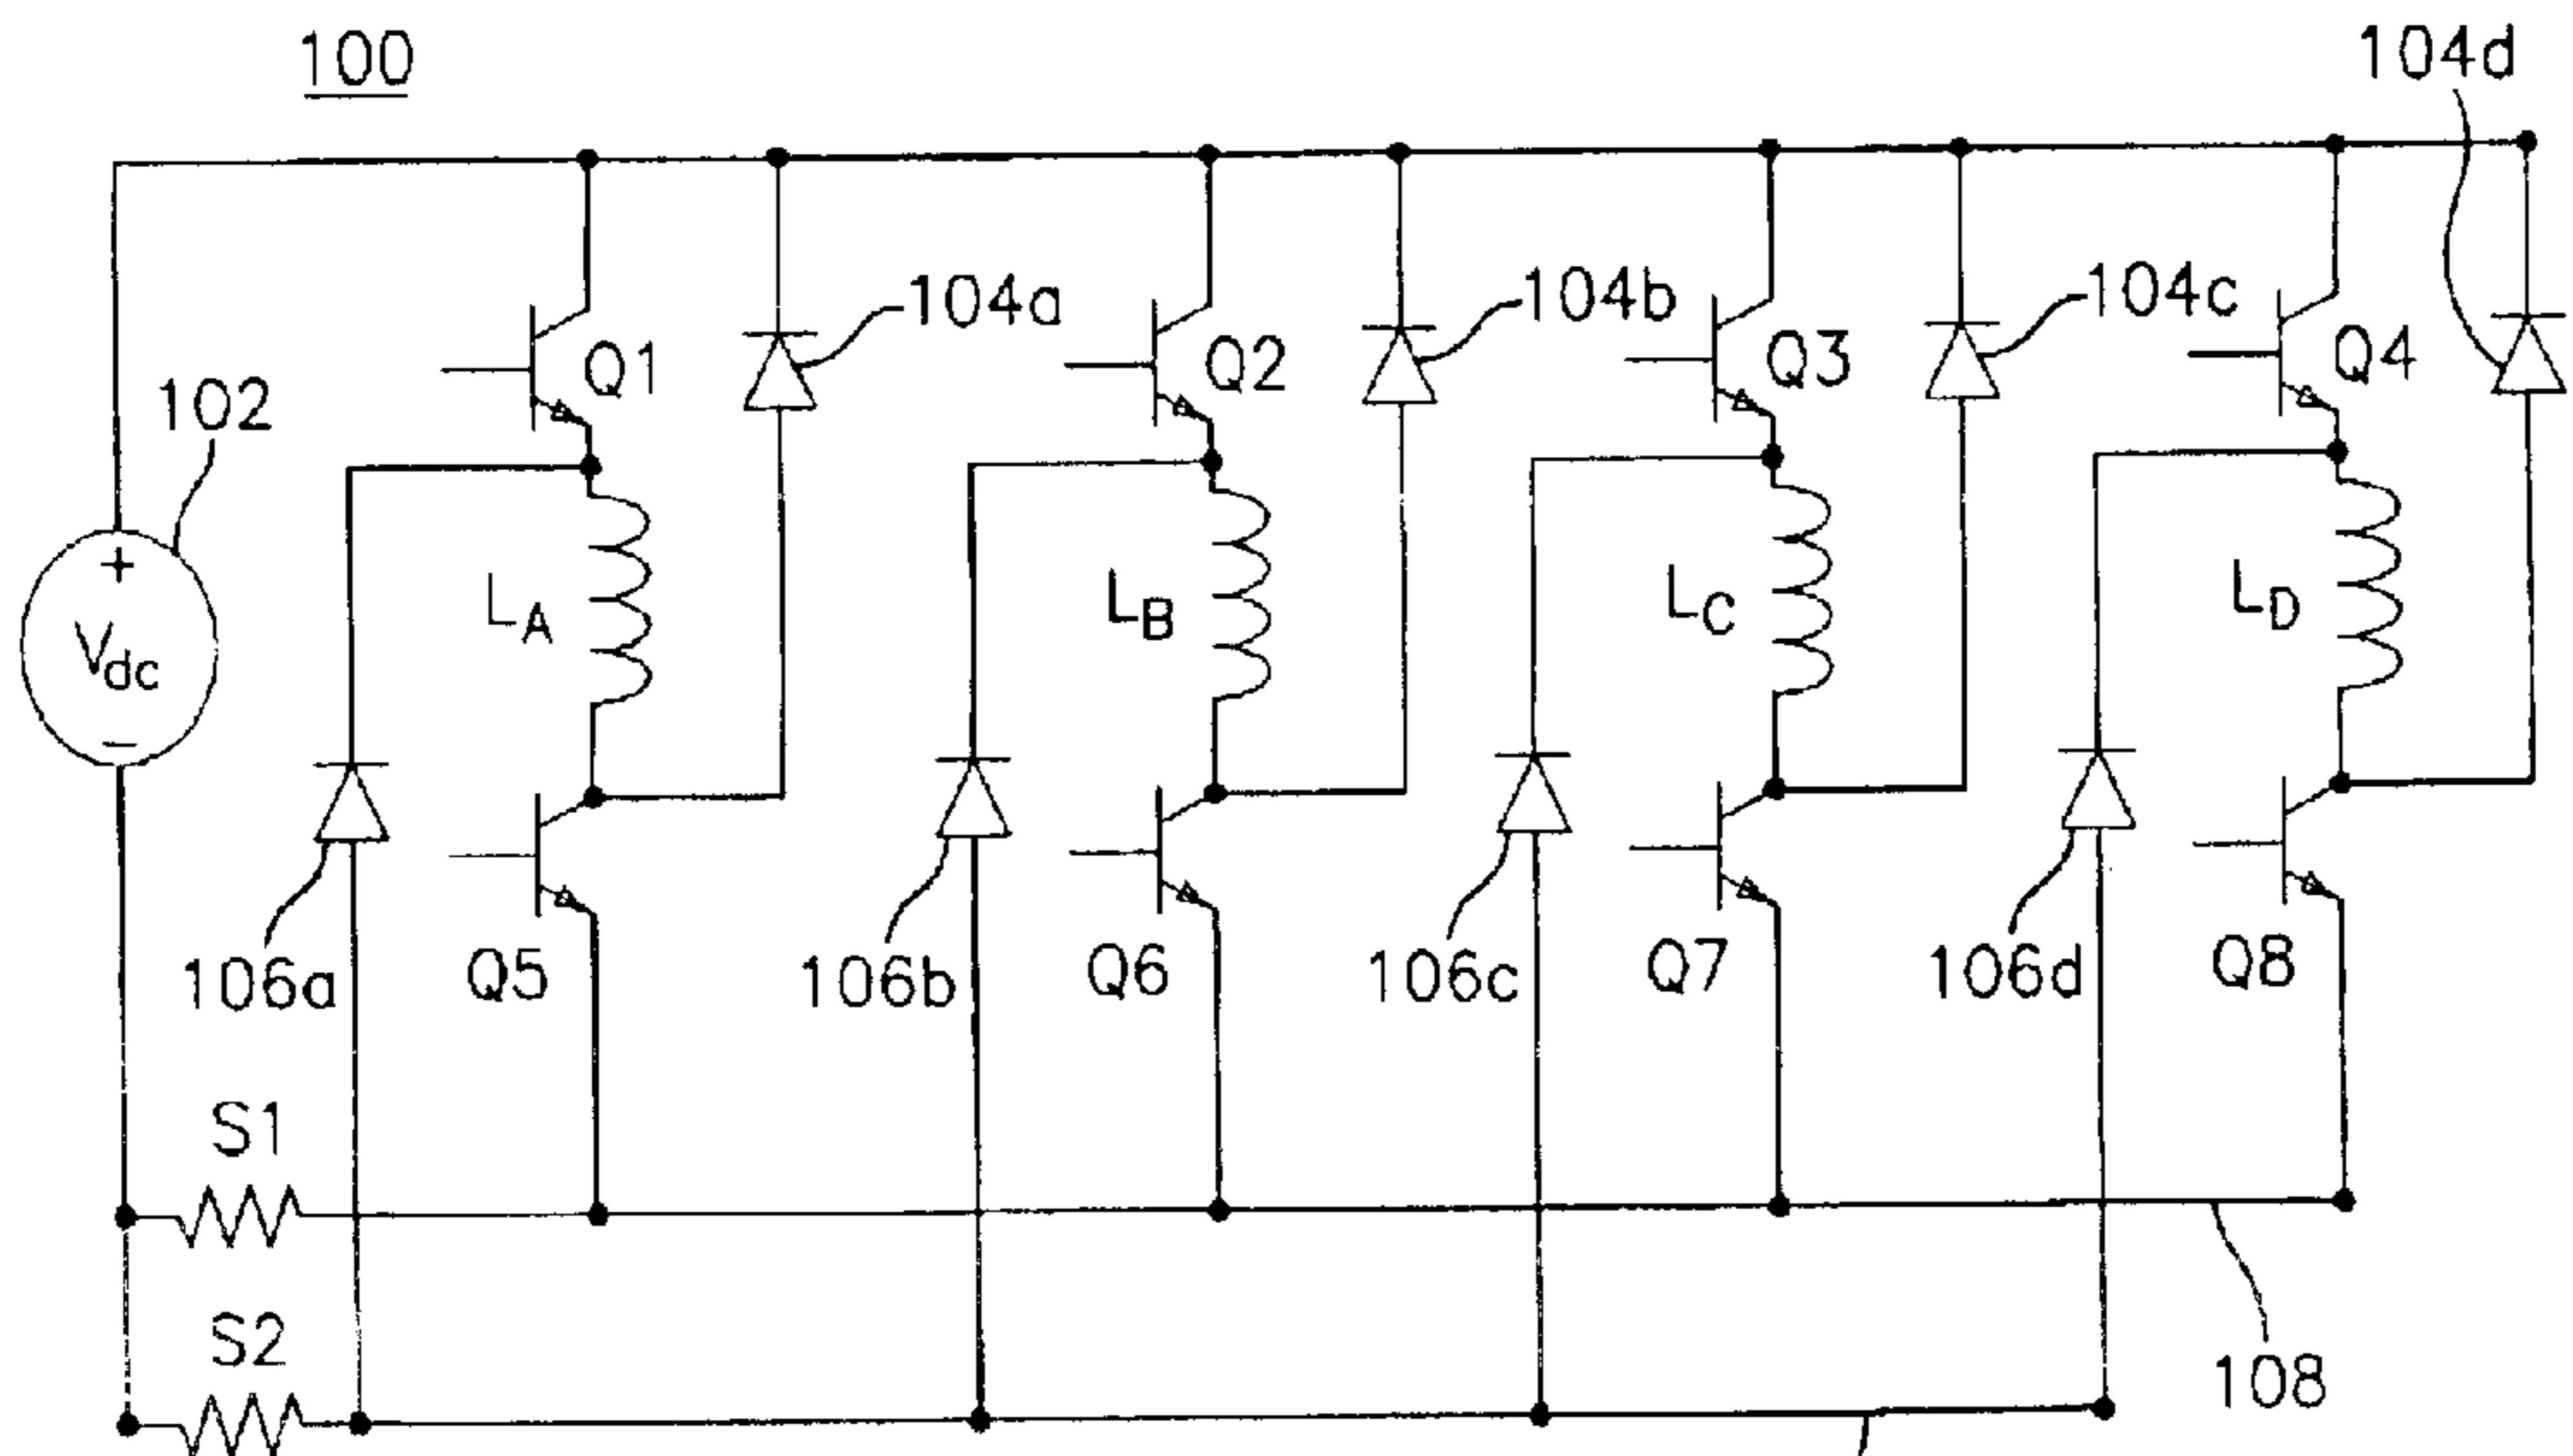 100
104d
104a
104b
104c
Q1
Q2
Q3
Q4
102
+
Vdc
−
LA
LB
LC
LD
106a
Q5
106b
Q6
106c
Q7
106d
Q8
S1
S2
108